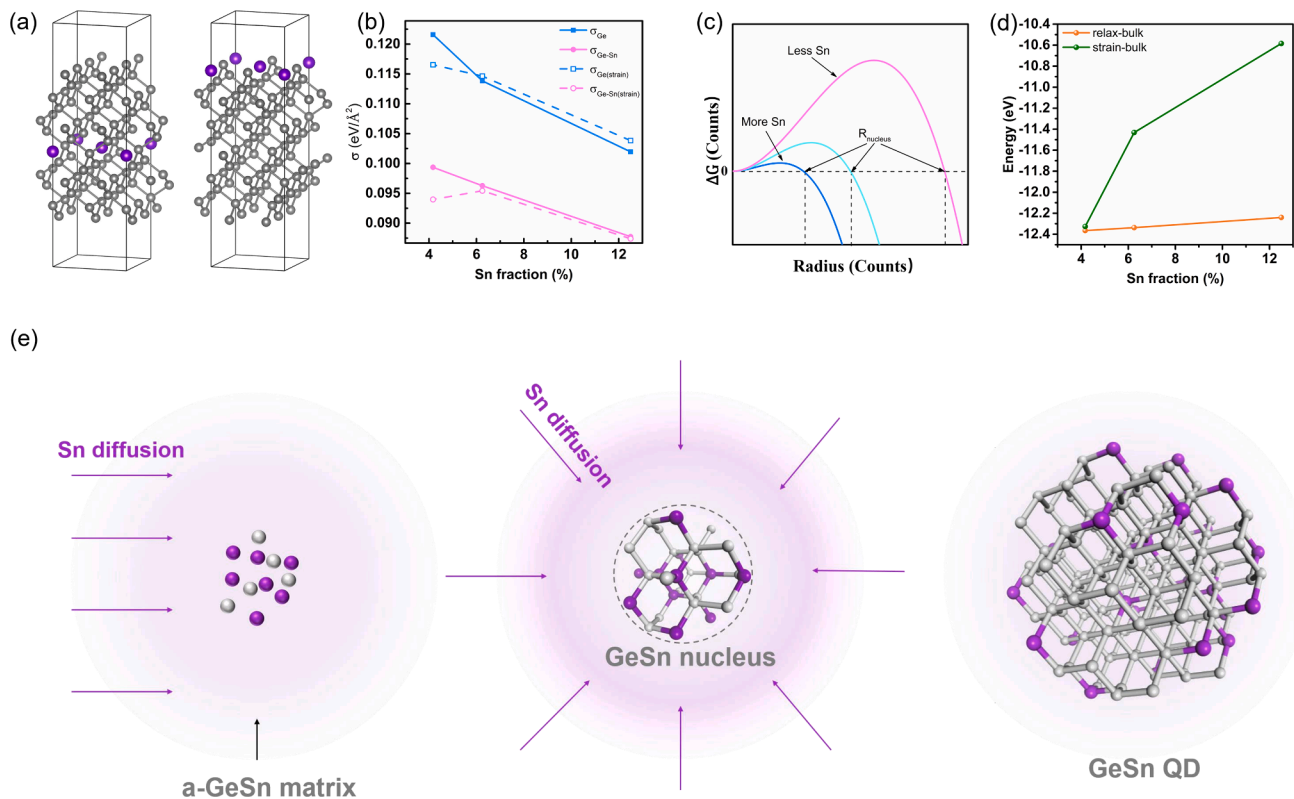 (a)
(b)
σGe
σGe-Sn
σGe(strain)
σGe-Sn(strain)
0.120
0.115
0.110
0.105
0.100
0.095
0.090
σ (eV/Å²)
4
6
8
10
12
Sn fraction (%)
(c)
Less Sn
More Sn
Rnucleus
0
ΔG (Counts)
Radius (Counts)
(d)
relax-bulk
strain-bulk
-10.4
-10.6
-10.8
-11.0
-11.2
-11.4
-11.6
-11.8
-12.0
-12.2
-12.4
Energy (eV)
4
6
8
10
12
Sn fraction (%)
(e)
Sn diffusion
a-GeSn matrix
Sn diffusion
GeSn nucleus
GeSn QD